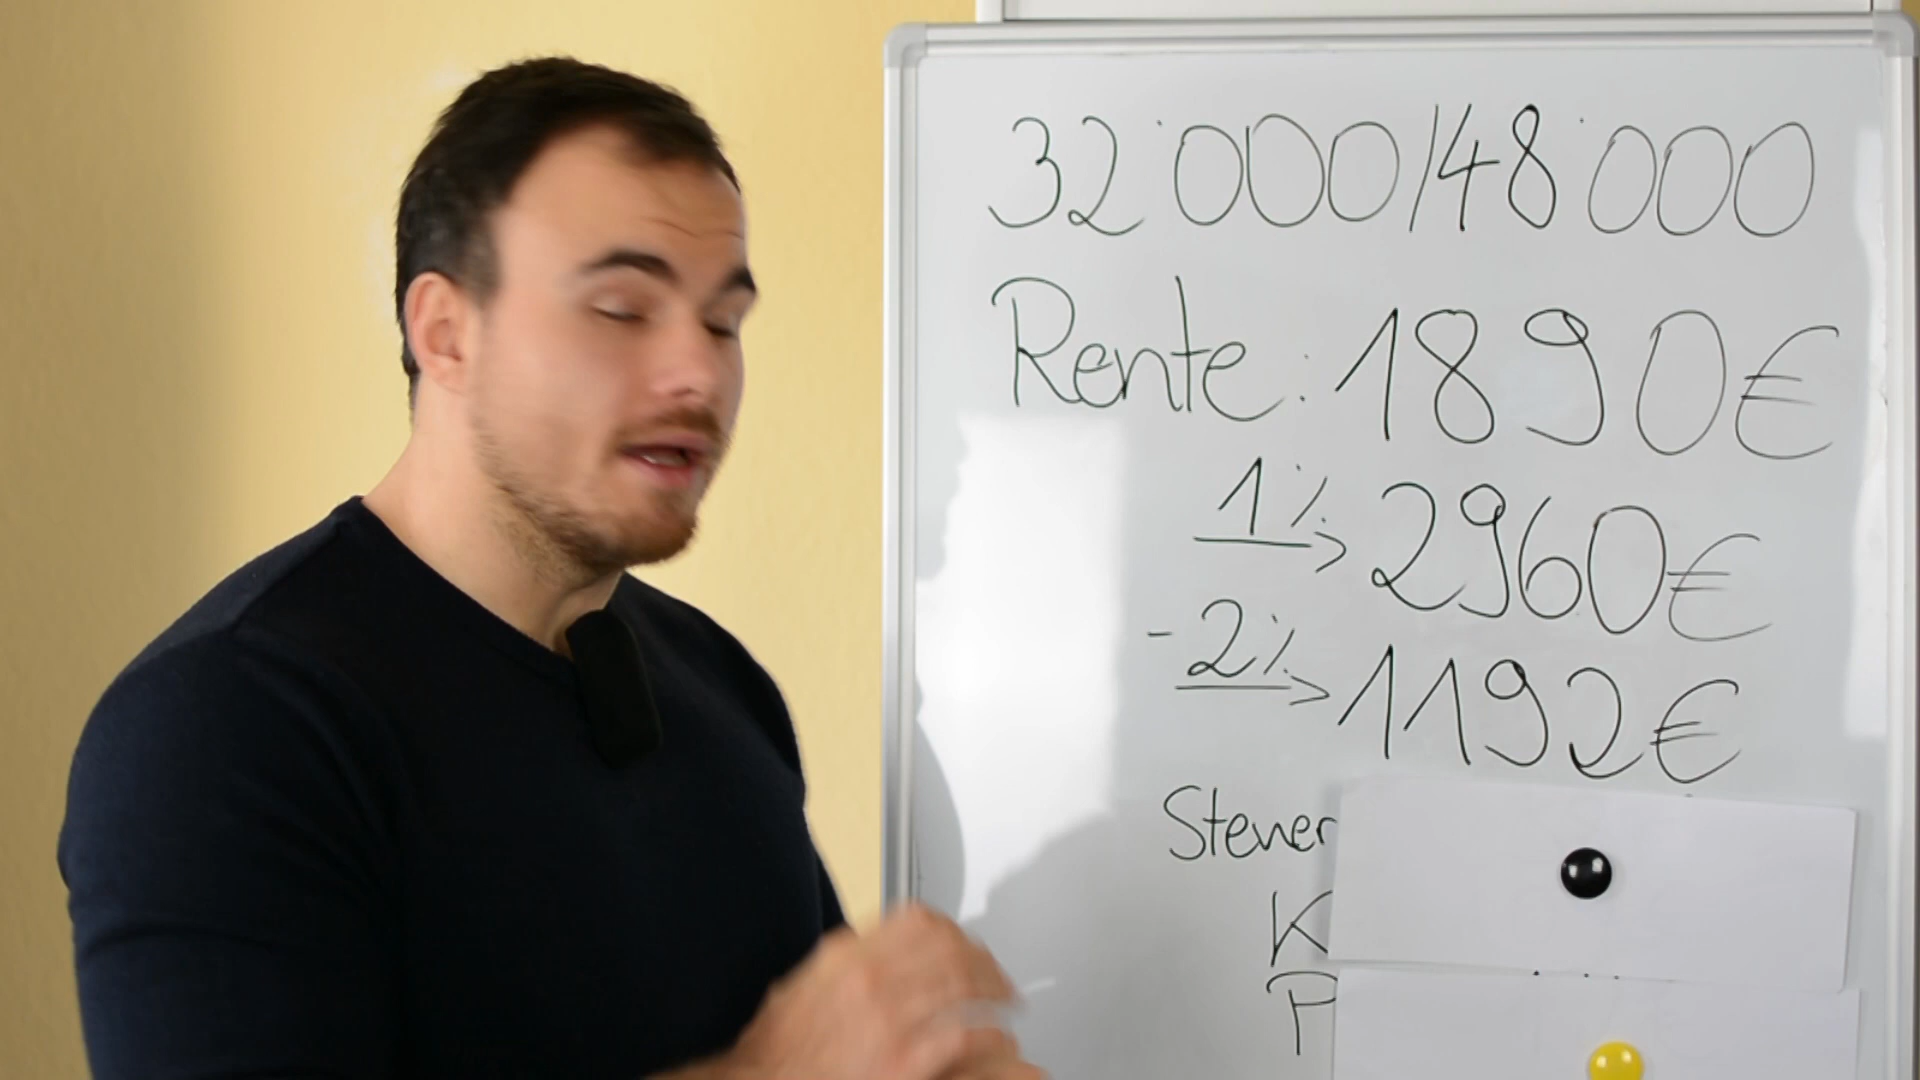 32'000/48'000
Rente: 1890€
1% → 2960€
-2% → 1192€
Steuer
K
P